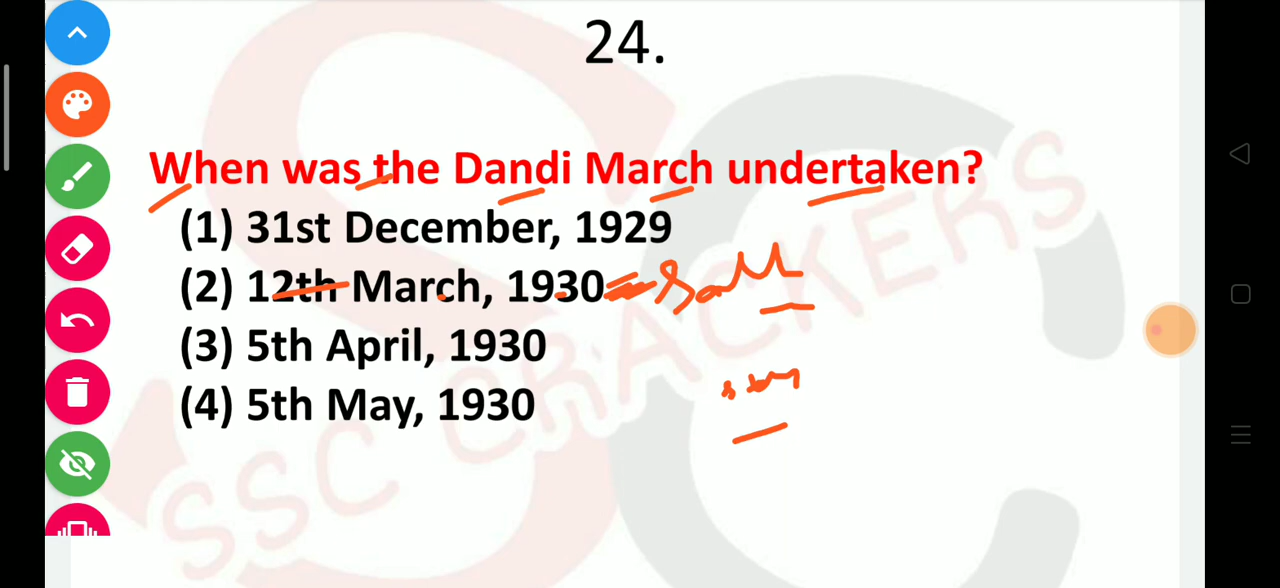 24.
When was the Dandi March undertaken?
(1) 31st December, 1929
(2) 12th March, 1930 Salt
(3) 5th April, 1930
(4) 5th May, 1930
SSC CRACKERS